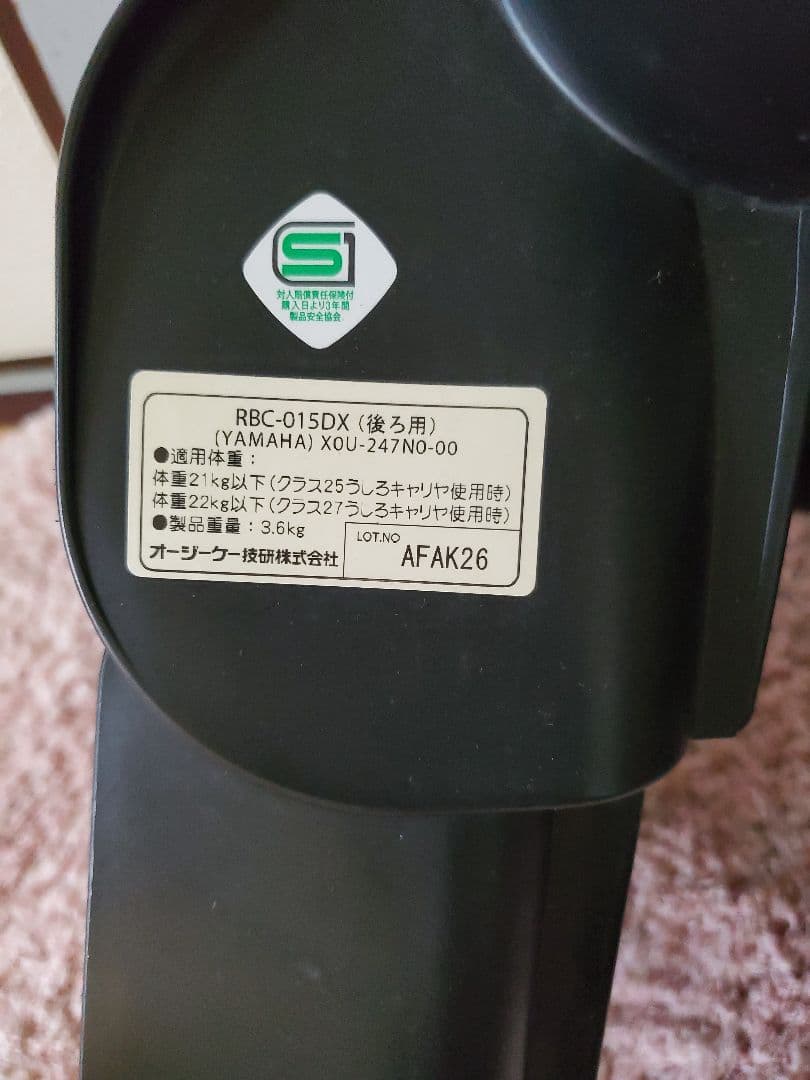 SG
対人賠償責任保険付
購入日より3年間
製品安全協会
RBC-015DX（後ろ用）
(YAMAHA) X0U-247N0-00
●適用体重：
体重21kg以下（クラス25うしろキャリヤ使用時）
体重22kg以下（クラス27うしろキャリヤ使用時）
●製品重量：3.6kg
オージーケー技研株式会社
LOT.NO
AFAK26